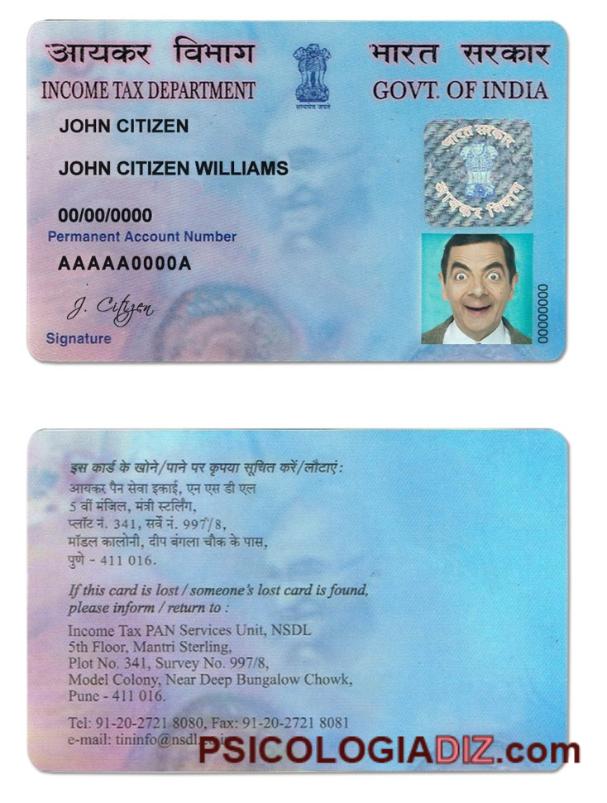 आयकर विभाग
भारत सरकार
INCOME TAX DEPARTMENT
सत्यमेव जयते
GOVT. OF INDIA
JOHN CITIZEN
भारत सरकार
आयकर विभाग
JOHN CITIZEN WILLIAMS
00/00/0000
Permanent Account Number
AAAAA0000A
J. Citizen
Signature
00000000
इस कार्ड के खोने/पाने पर कृपया सूचित करें/लौटाएं:
आयकर पैन सेवा इकाई, एन एस डी एल
5 वीं मंजिल, मंत्री स्टर्लिंग,
प्लॉट नं. 341, सर्वे नं. 997/8,
मॉडल कालोनी, दीप बंगला चौक के पास,
पुणे - 411 016.
If this card is lost / someone's lost card is found,
please inform / return to :
Income Tax PAN Services Unit, NSDL
5th Floor, Mantri Sterling,
Plot No. 341, Survey No. 997/8,
Model Colony, Near Deep Bungalow Chowk,
Pune - 411 016.
Tel: 91-20-2721 8080, Fax: 91-20-2721 8081
e-mail: tininfo@nsdl.co
PSICOLOGIADIZ.com